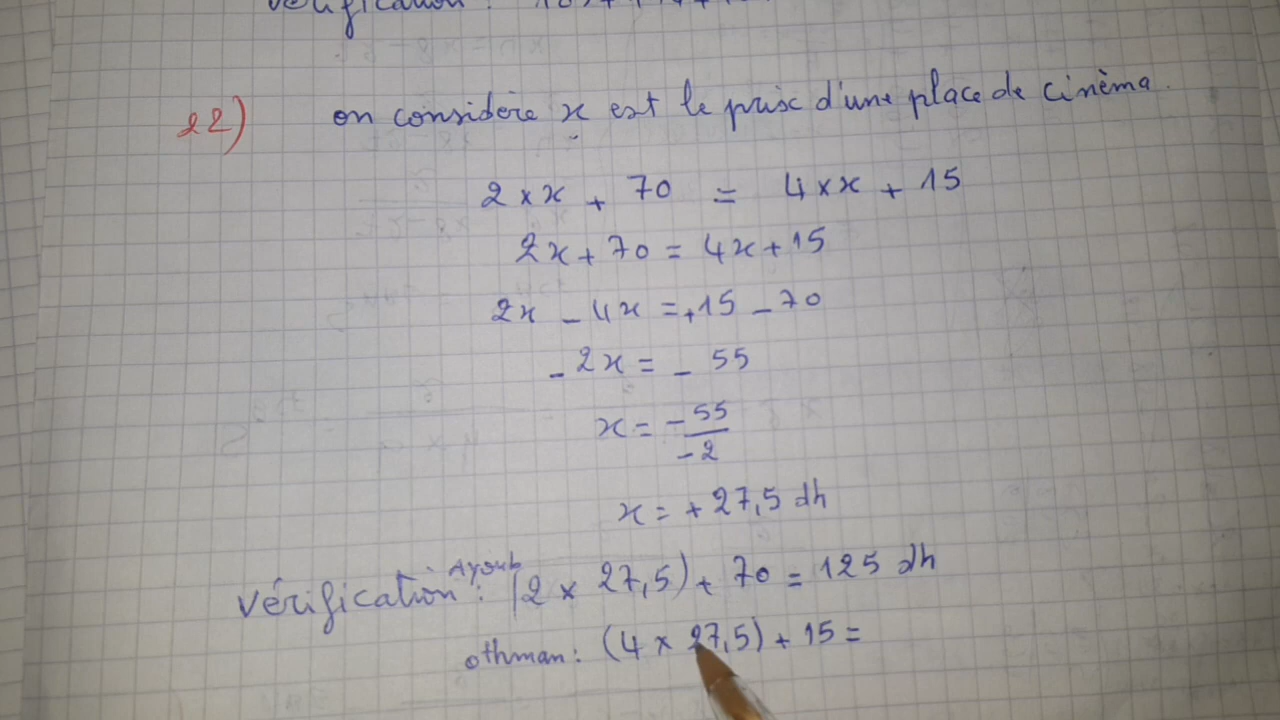 22) on considère x est le prix d'une place de cinèma.
2 × x + 70 = 4 × x + 15
2x + 70 = 4x + 15
2x - 4x = +15 - 70
- 2x = - 55
x = -55/-2
x = + 27,5 dh
Vérification : Ayoub (2 × 27,5) + 70 = 125 dh
othman : (4 × 27,5) + 15 =